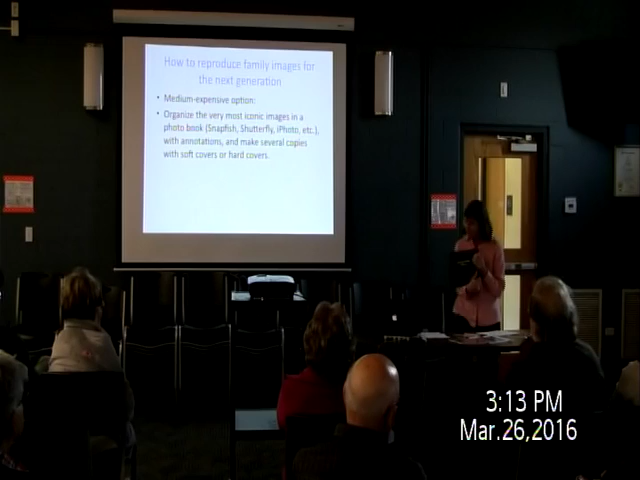 How to reproduce family images for
the next generation
• Medium-expensive option:
• Organize the very most iconic images in a
photo book (Snapfish, Shutterfly, iPhoto, etc.),
with annotations, and make several copies
with soft covers or hard covers.
3:13 PM
Mar.26,2016